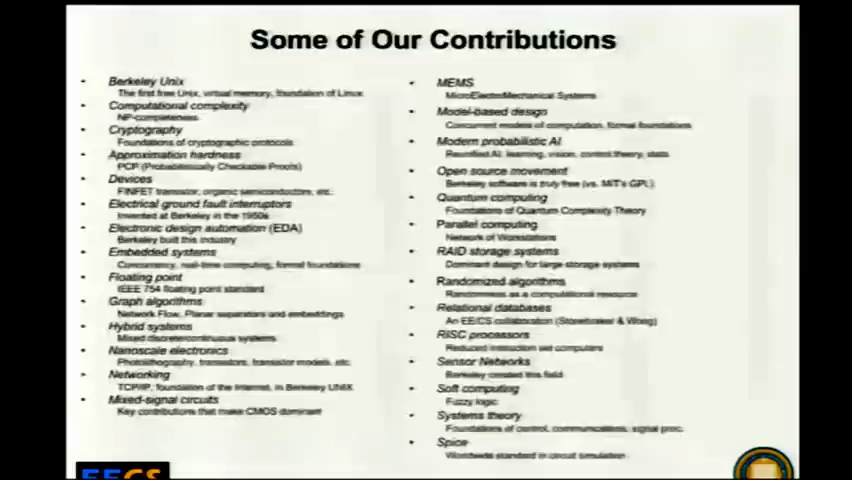 Some of Our Contributions
Berkeley Unix
The first free Unix, virtual memory, foundation of Linux
Computational complexity
NP-completeness
Cryptography
Foundations of cryptographic protocols
Approximation hardness
PCP (Probabilistically Checkable Proofs)
Devices
FINFET transistor, organic semiconductors, etc.
Electrical ground fault interruptors
Invented at Berkeley in the 1950s
Electronic design automation (EDA)
Berkeley built this industry
Embedded systems
Concurrency, real-time computing, formal foundations
Floating point
IEEE 754 floating point standard
Graph algorithms
Network Flow, Planar separators and embeddings
Hybrid systems
Mixed discrete/continuous systems
Nanoscale electronics
Photolithography, transistors, transistor models, etc.
Networking
TCP/IP, foundation of the Internet, in Berkeley UNIX
Mixed-signal circuits
Key contributions that make CMOS dominant
MEMS
MicroElectroMechanical Systems
Model-based design
Concurrent models of computation, formal foundations
Modern probabilistic AI
Reunified AI: learning, vision, control theory, stats
Open source movement
Berkeley software is truly free (vs. MIT's GPL)
Quantum computing
Foundations of Quantum Complexity Theory
Parallel computing
Network of Workstations
RAID storage systems
Dominant design for large storage systems
Randomized algorithms
Randomness as a computational resource
Relational databases
An EE/CS collaboration (Stonebraker & Wong)
RISC processors
Reduced instruction set computers
Sensor Networks
Berkeley created this field
Soft computing
Fuzzy logic
Systems theory
Foundations of control, communications, signal proc.
Spice
Worldwide standard in circuit simulation
EECS